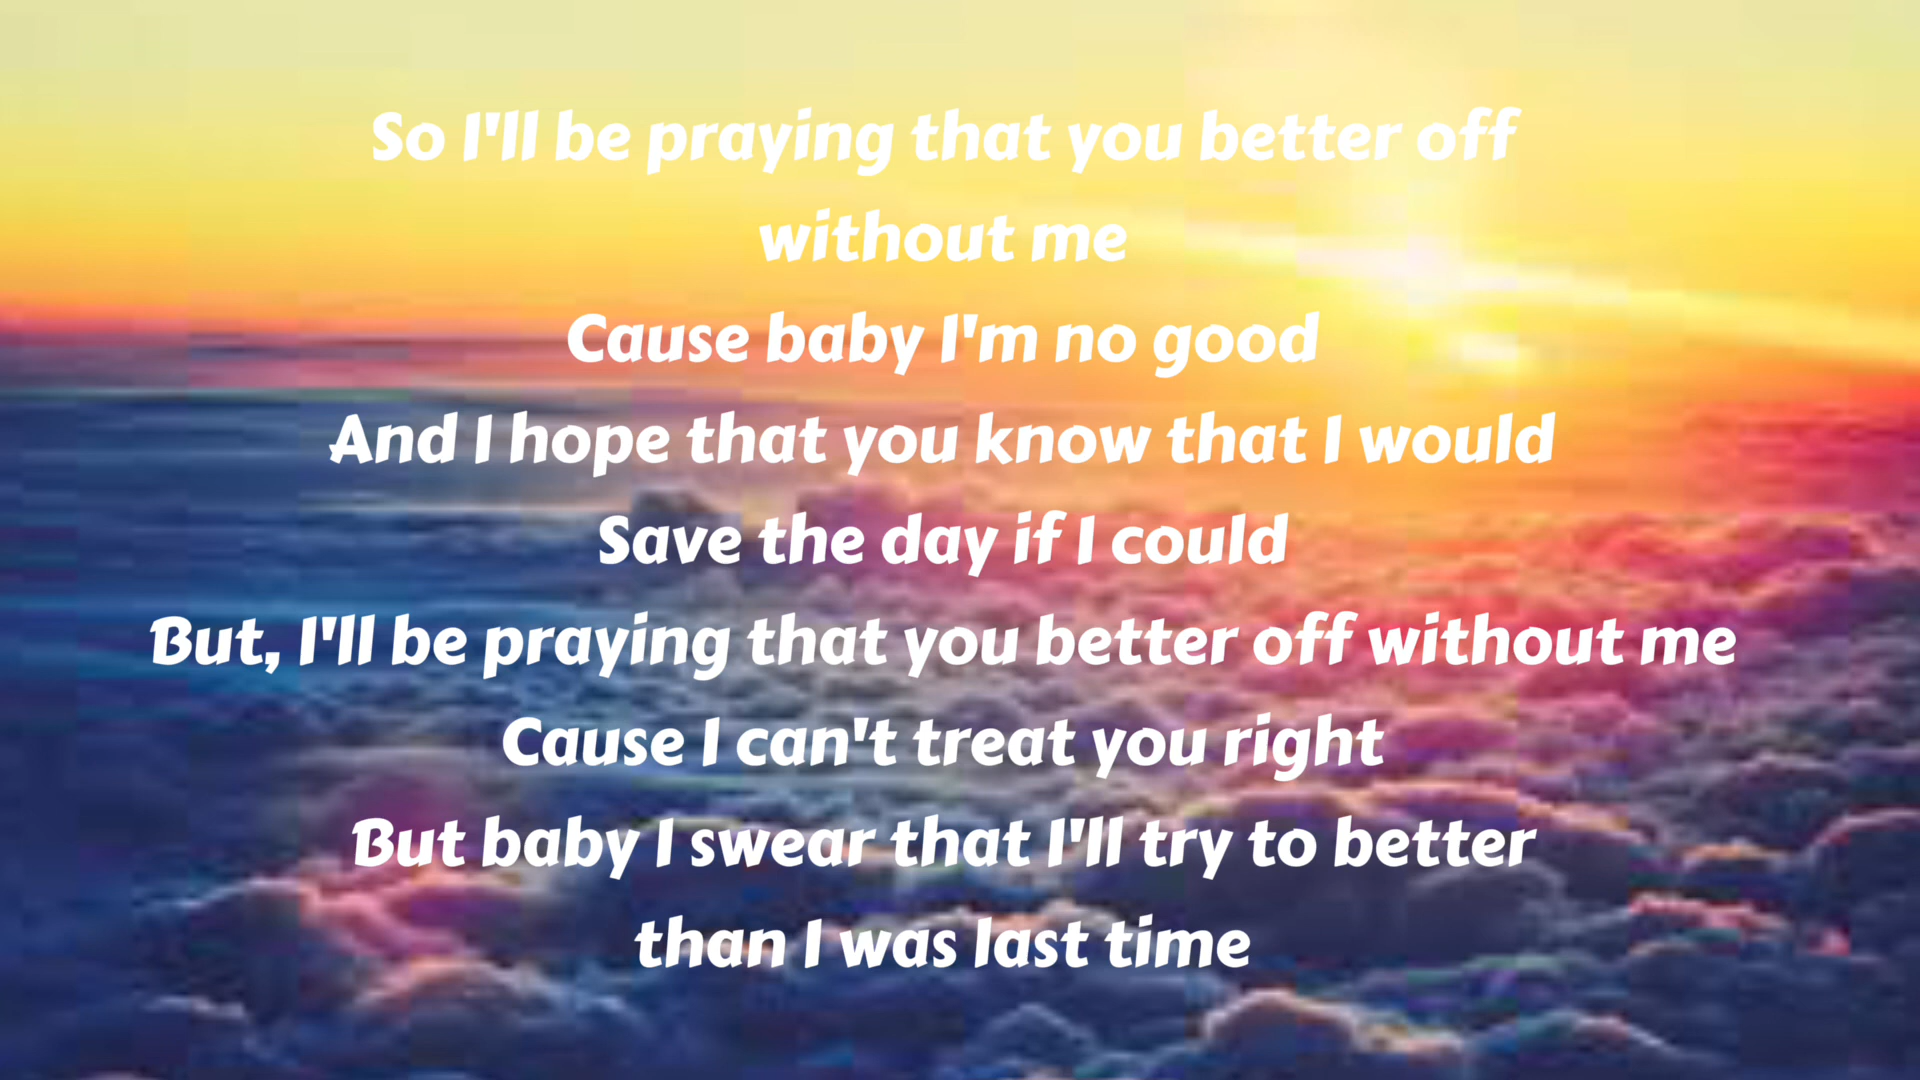 So I'll be praying that you better off
without me
Cause baby I'm no good
And I hope that you know that I would
Save the day if I could
But, I'll be praying that you better off without me
Cause I can't treat you right
But baby I swear that I'll try to better
than I was last time